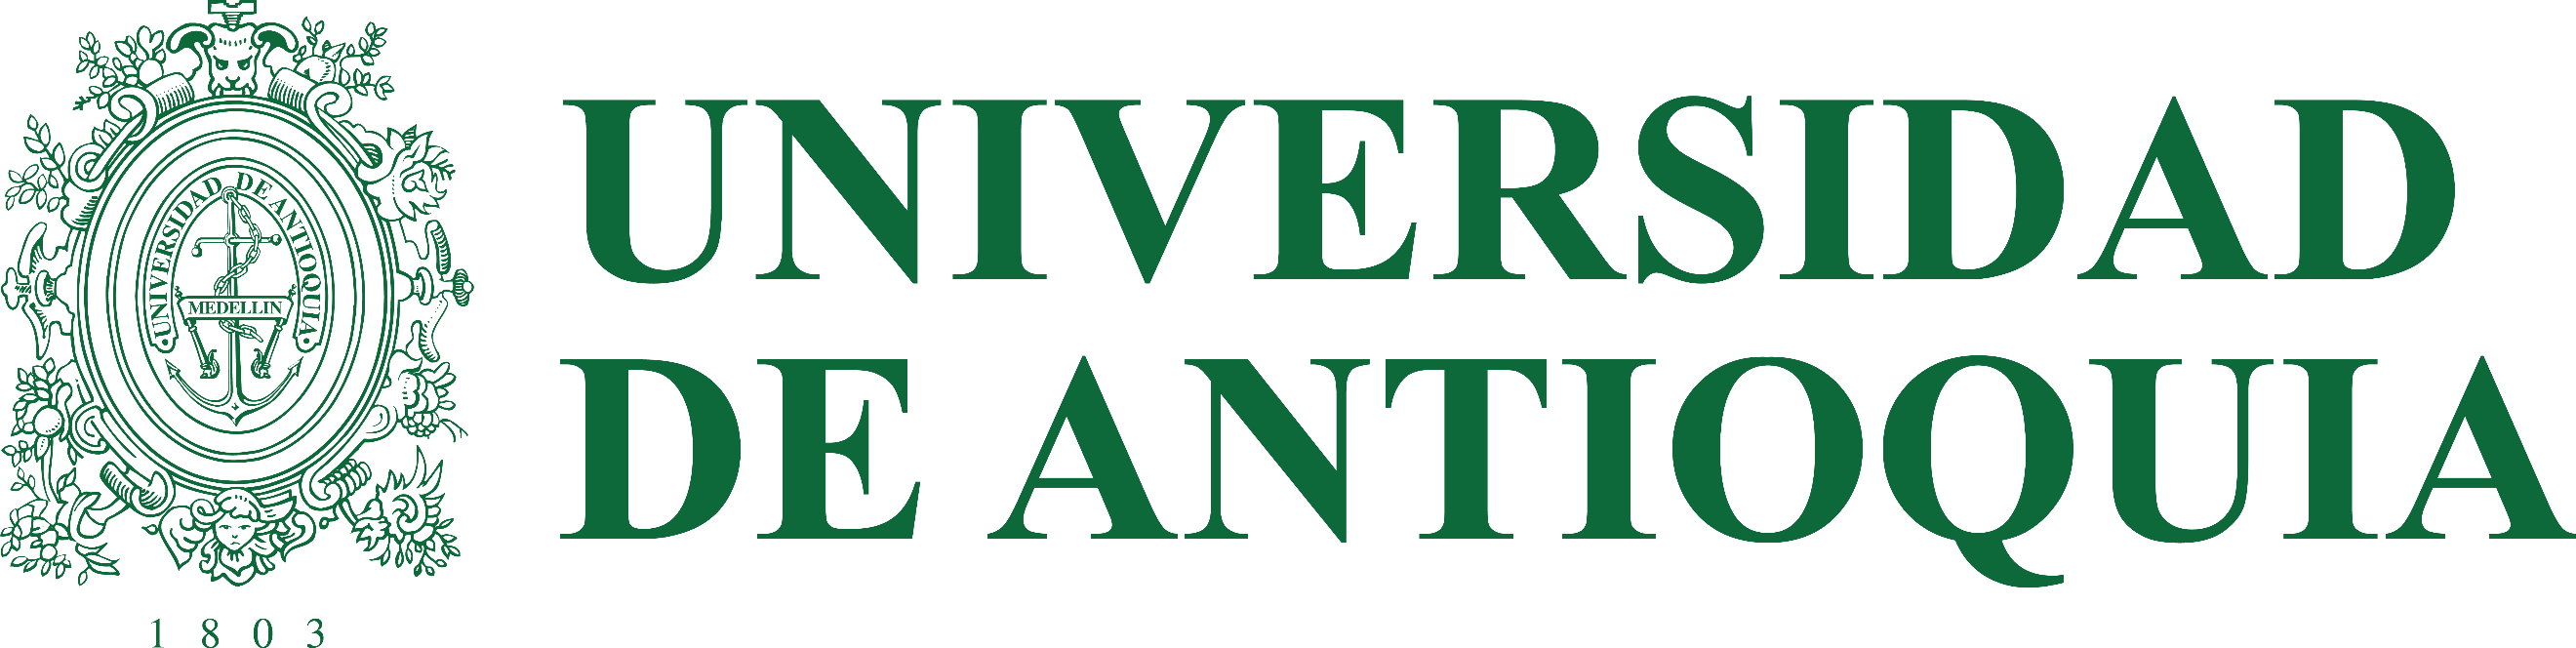 UNIVERSIDAD DE ANTIOQUIA
MEDELLIN
1803
UNIVERSIDAD
DE ANTIOQUIA